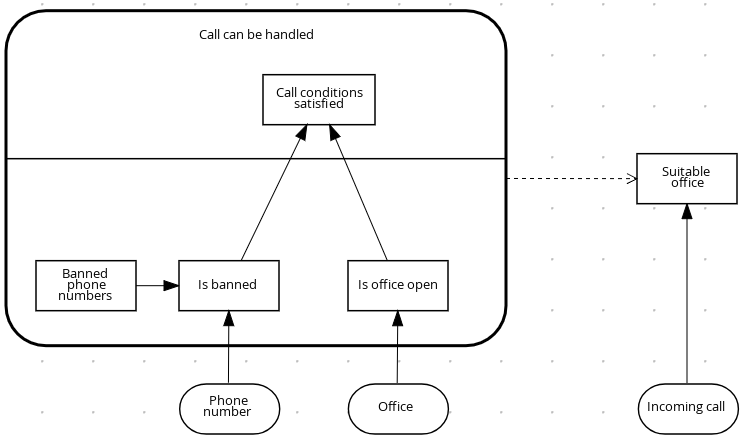 Call can be handled
Call conditions
satisfied
Suitable
office
Banned
phone
numbers
Is banned
Is office open
Phone
number
Office
Incoming call